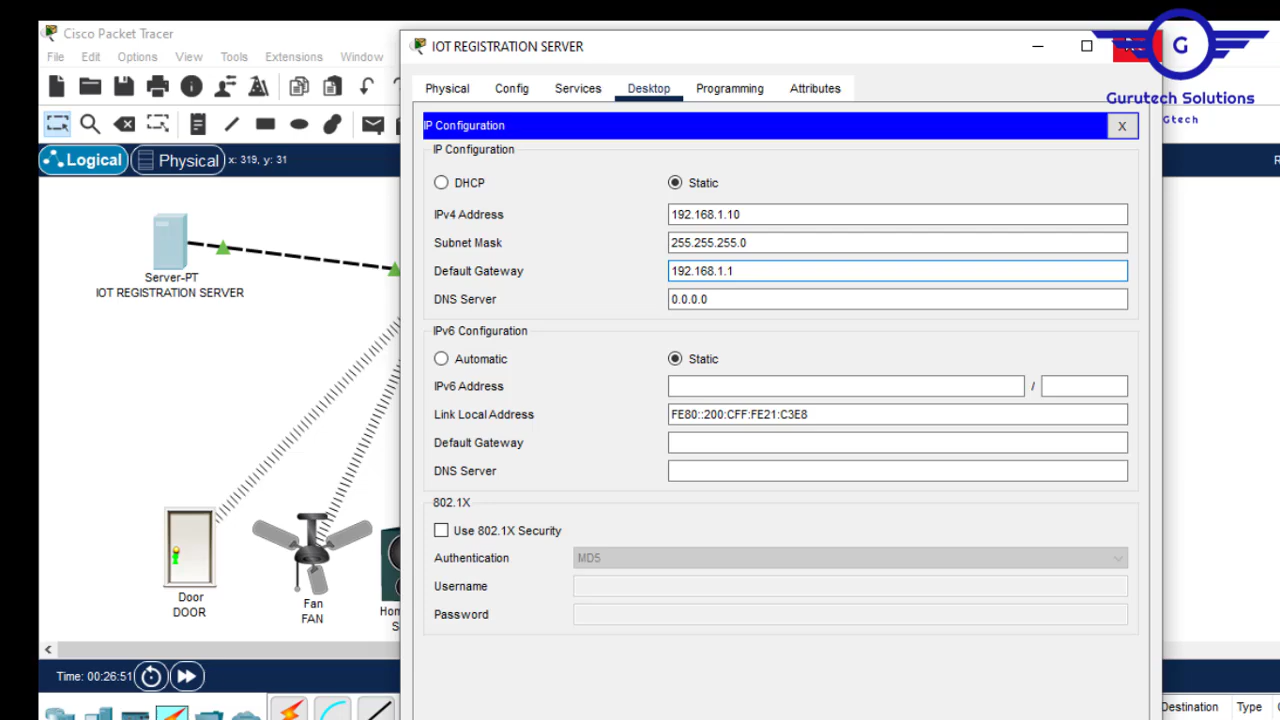 Cisco Packet Tracer
File Edit Options View Tools Extensions Window
Logical Physical x: 319, y: 31
Server-PT
IOT REGISTRATION SERVER
Door
DOOR
Fan
FAN
Time: 00:26:51
IOT REGISTRATION SERVER
Physical Config Services Desktop Programming Attributes
IP Configuration X
IP Configuration
DHCP Static
IPv4 Address 192.168.1.10
Subnet Mask 255.255.255.0
Default Gateway 192.168.1.1
DNS Server 0.0.0.0
IPv6 Configuration
Automatic Static
IPv6 Address /
Link Local Address FE80::200:CFF:FE21:C3E8
Default Gateway
DNS Server
802.1X
Use 802.1X Security
Authentication MD5
Username
Password
G
Gurutech Solutions
Gtech
Destination Type